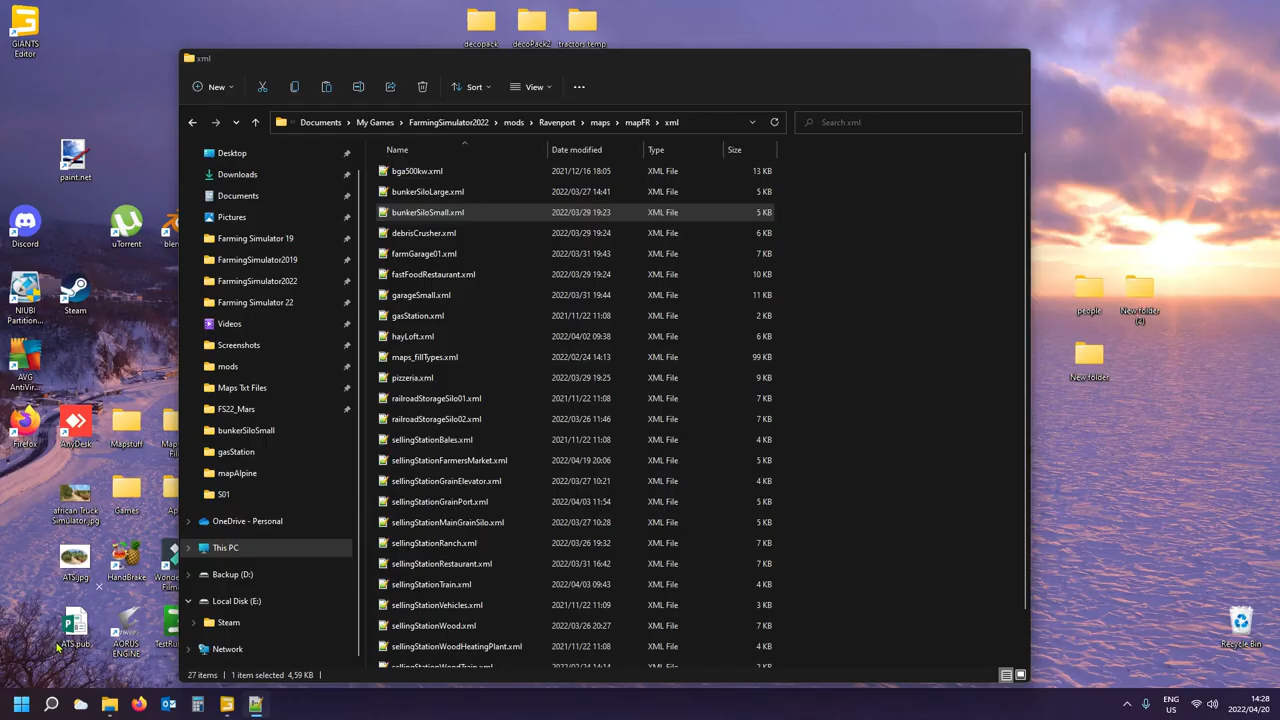 GIANTS
Editor
decopack
decoPack2
tractors temp
xml
New
Sort
View
Documents > My Games > FarmingSimulator2022 > mods > Ravenport > maps > mapFR > xml
Search xml
paint.net
Discord
uTorrent
NIUBI
Partition...
Steam
AVG
AntiVir...
Firefox
AnyDesk
Mapstuff
african Truck
Simulator.jpg
Games
ATS.jpg
HandBrake
ATS.pub
AORUS
ENGINE
TestRu
Desktop
Downloads
Documents
Pictures
Farming Simulator 19
FarmingSimulator2019
FarmingSimulator2022
Farming Simulator 22
Videos
Screenshots
mods
Maps Txt Files
FS22_Mars
bunkerSiloSmall
gasStation
mapAlpine
S01
OneDrive - Personal
This PC
Backup (D:)
Local Disk (E:)
Steam
Network
Name Date modified Type Size
bga500kw.xml 2021/12/16 18:05 XML File 13 KB
bunkerSiloLarge.xml 2022/03/27 14:41 XML File 5 KB
bunkerSiloSmall.xml 2022/03/29 19:23 XML File 5 KB
debrisCrusher.xml 2022/03/29 19:24 XML File 6 KB
farmGarage01.xml 2022/03/31 19:43 XML File 7 KB
fastFoodRestaurant.xml 2022/03/29 19:24 XML File 10 KB
garageSmall.xml 2022/03/31 19:44 XML File 11 KB
gasStation.xml 2021/11/22 11:08 XML File 2 KB
hayLoft.xml 2022/04/02 09:38 XML File 6 KB
maps_fillTypes.xml 2022/02/24 14:13 XML File 99 KB
pizzeria.xml 2022/03/29 19:25 XML File 9 KB
railroadStorageSilo01.xml 2021/11/22 11:08 XML File 7 KB
railroadStorageSilo02.xml 2022/03/26 11:46 XML File 7 KB
sellingStationBales.xml 2021/11/22 11:08 XML File 4 KB
sellingStationFarmersMarket.xml 2022/04/19 20:06 XML File 5 KB
sellingStationGrainElevator.xml 2022/03/27 10:21 XML File 4 KB
sellingStationGrainPort.xml 2022/04/03 11:54 XML File 5 KB
sellingStationMainGrainSilo.xml 2022/03/27 10:28 XML File 5 KB
sellingStationRanch.xml 2022/03/26 19:32 XML File 7 KB
sellingStationRestaurant.xml 2022/03/31 16:42 XML File 7 KB
sellingStationTrain.xml 2022/04/03 09:43 XML File 4 KB
sellingStationVehicles.xml 2021/11/22 11:09 XML File 3 KB
sellingStationWood.xml 2022/03/26 20:27 XML File 7 KB
sellingStationWoodHeatingPlant.xml 2021/11/22 11:08 XML File 4 KB
sellingStationWoodTrain.xml 2022/02/24 14:13 XML File
27 items 1 item selected 4,59 KB
people
New folder
(2)
New folder
Recycle Bin
ENG
US
14:28
2022/04/20